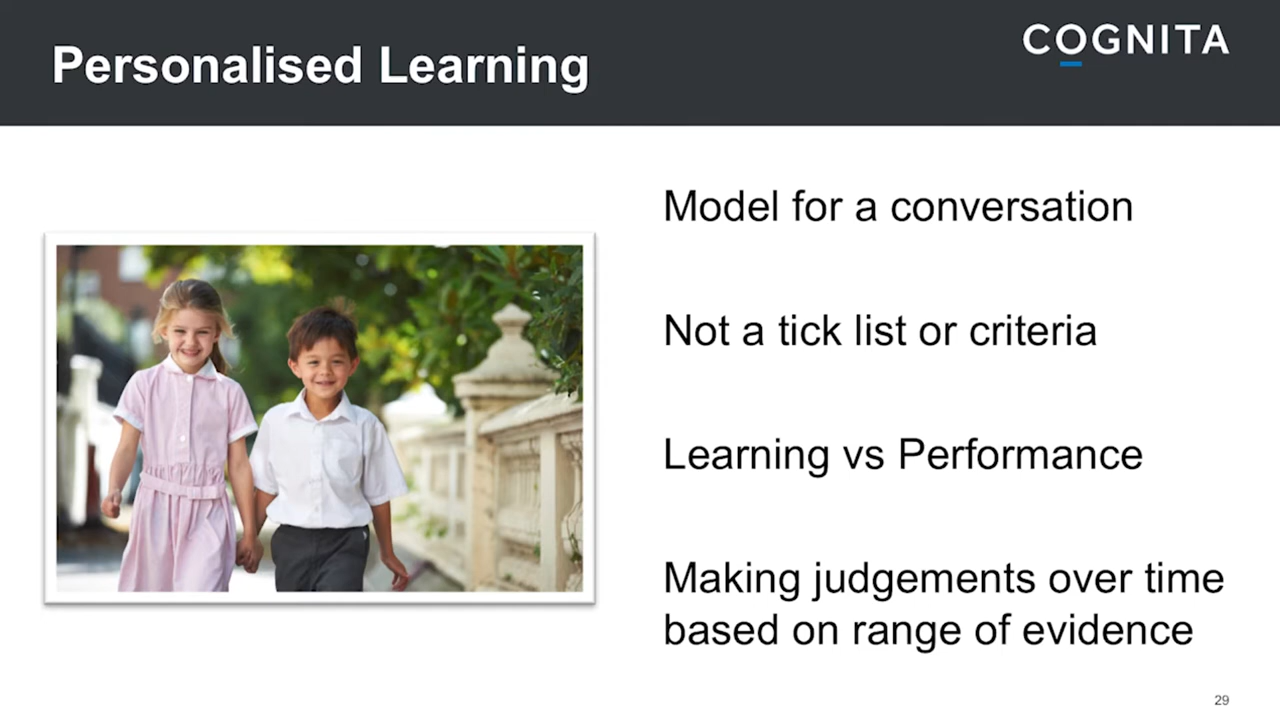 Personalised Learning
COGNITA
Model for a conversation
Not a tick list or criteria
Learning vs Performance
Making judgements over time
based on range of evidence
29